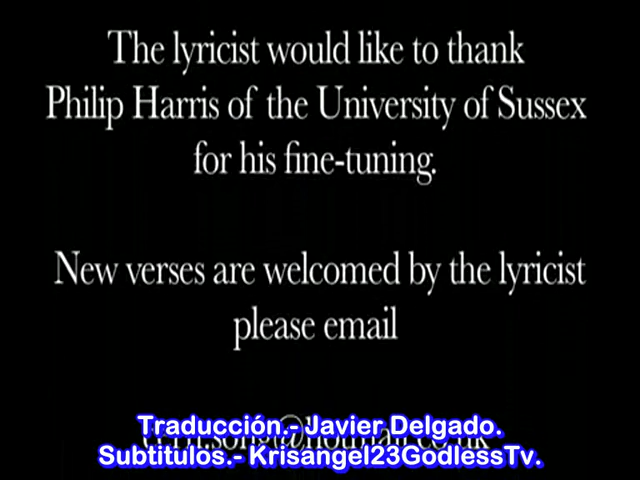 The lyricist would like to thank
Philip Harris of the University of Sussex
for his fine-tuning.
New verses are welcomed by the lyricist
please email
Traducción.- Javier Delgado.
Subtitulos.- Krisangel23GodlessTv.